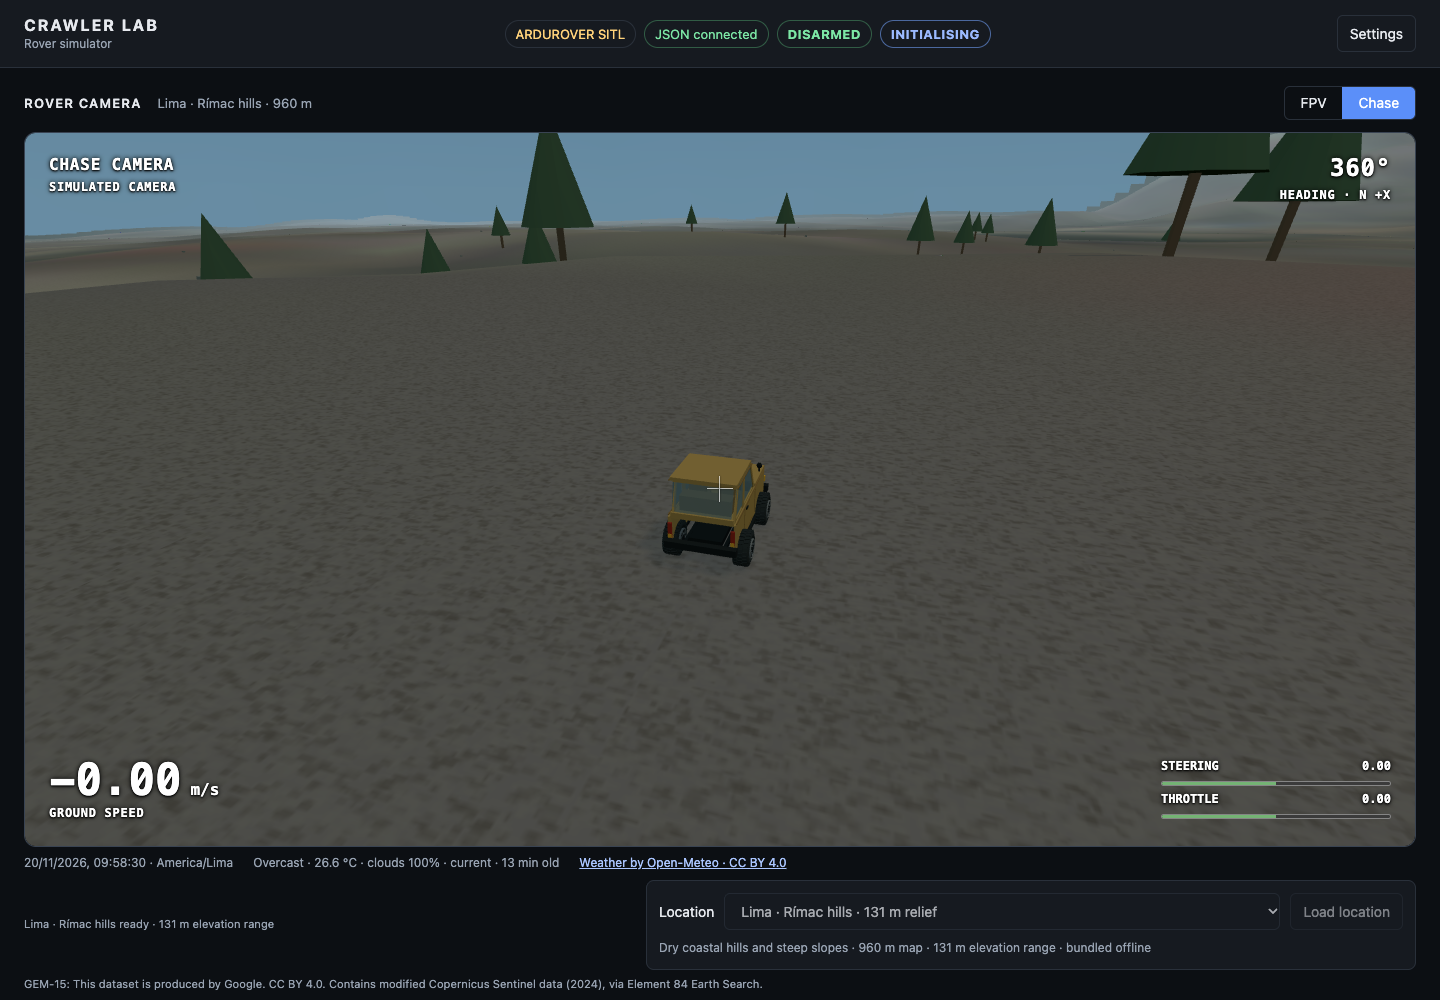 CRAWLER LAB
Rover simulator
ARDUROVER SITL
JSON connected
DISARMED
INITIALISING
Settings
ROVER CAMERA
Lima · Rímac hills · 960 m
FPV
Chase
CHASE CAMERA
SIMULATED CAMERA
360°
HEADING · N +X
−0.00 m/s
GROUND SPEED
STEERING 0.00
THROTTLE 0.00
20/11/2026, 09:58:30 · America/Lima
Overcast · 26.6 °C · clouds 100% · current · 13 min old
Weather by Open-Meteo · CC BY 4.0
Lima · Rímac hills ready · 131 m elevation range
Location
Lima · Rímac hills · 131 m relief
Load location
Dry coastal hills and steep slopes · 960 m map · 131 m elevation range · bundled offline
GEM-15: This dataset is produced by Google. CC BY 4.0. Contains modified Copernicus Sentinel data (2024), via Element 84 Earth Search.